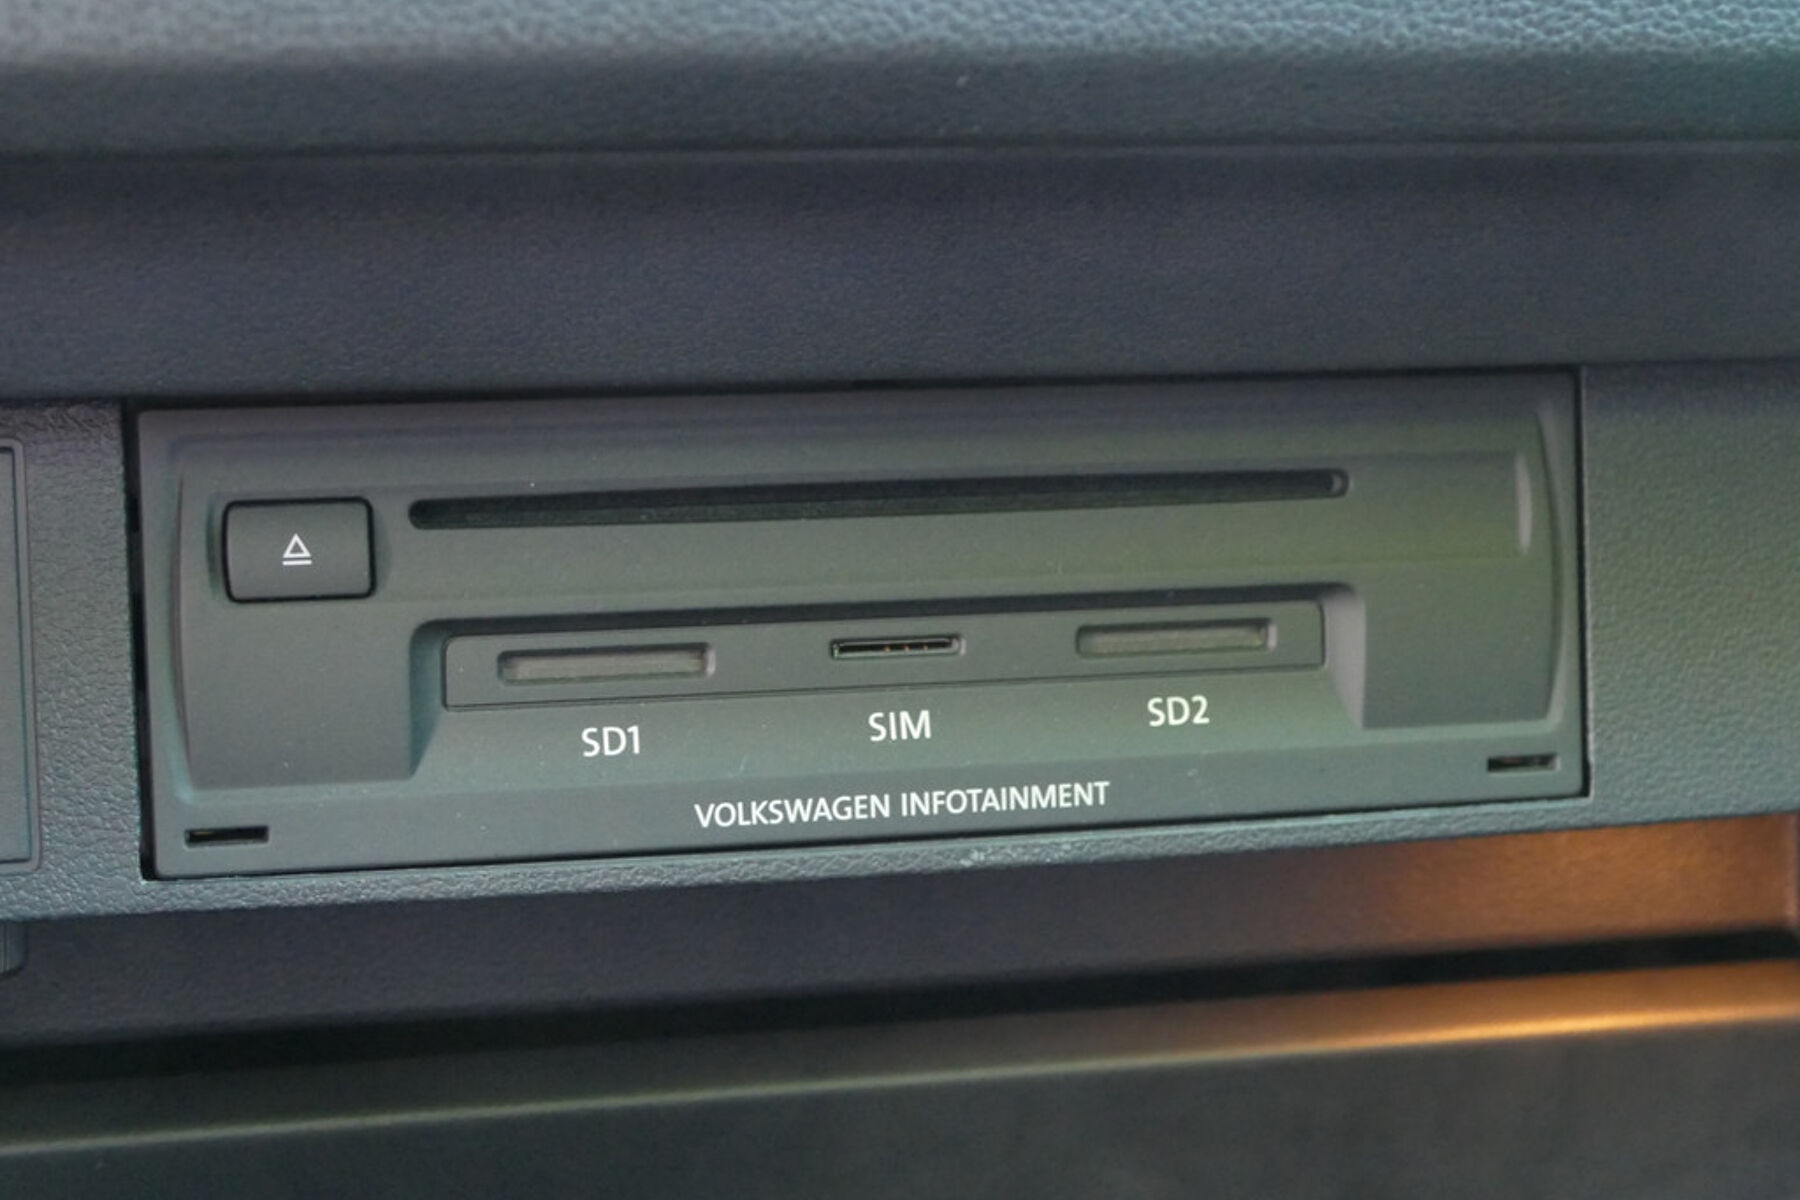 SD1 SIM SD2
VOLKSWAGEN INFOTAINMENT